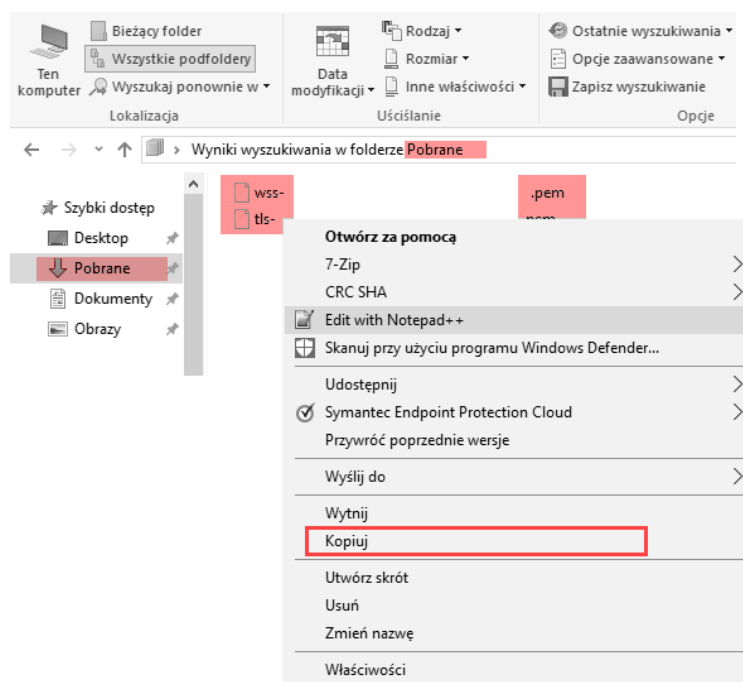 Ten komputer
Bieżący folder
Wszystkie podfoldery
Wyszukaj ponownie w
Lokalizacja
Data modyfikacji
Rodzaj
Rozmiar
Inne właściwości
Uściślanie
Ostatnie wyszukiwania
Opcje zaawansowane
Zapisz wyszukiwanie
Opcje
Wyniki wyszukiwania w folderze Pobrane
Szybki dostęp
Desktop
Pobrane
Dokumenty
Obrazy
wss- .pem
tls-
Otwórz za pomocą
7-Zip
CRC SHA
Edit with Notepad++
Skanuj przy użyciu programu Windows Defender...
Udostępnij
Symantec Endpoint Protection Cloud
Przywróć poprzednie wersje
Wyślij do
Wytnij
Kopiuj
Utwórz skrót
Usuń
Zmień nazwę
Właściwości